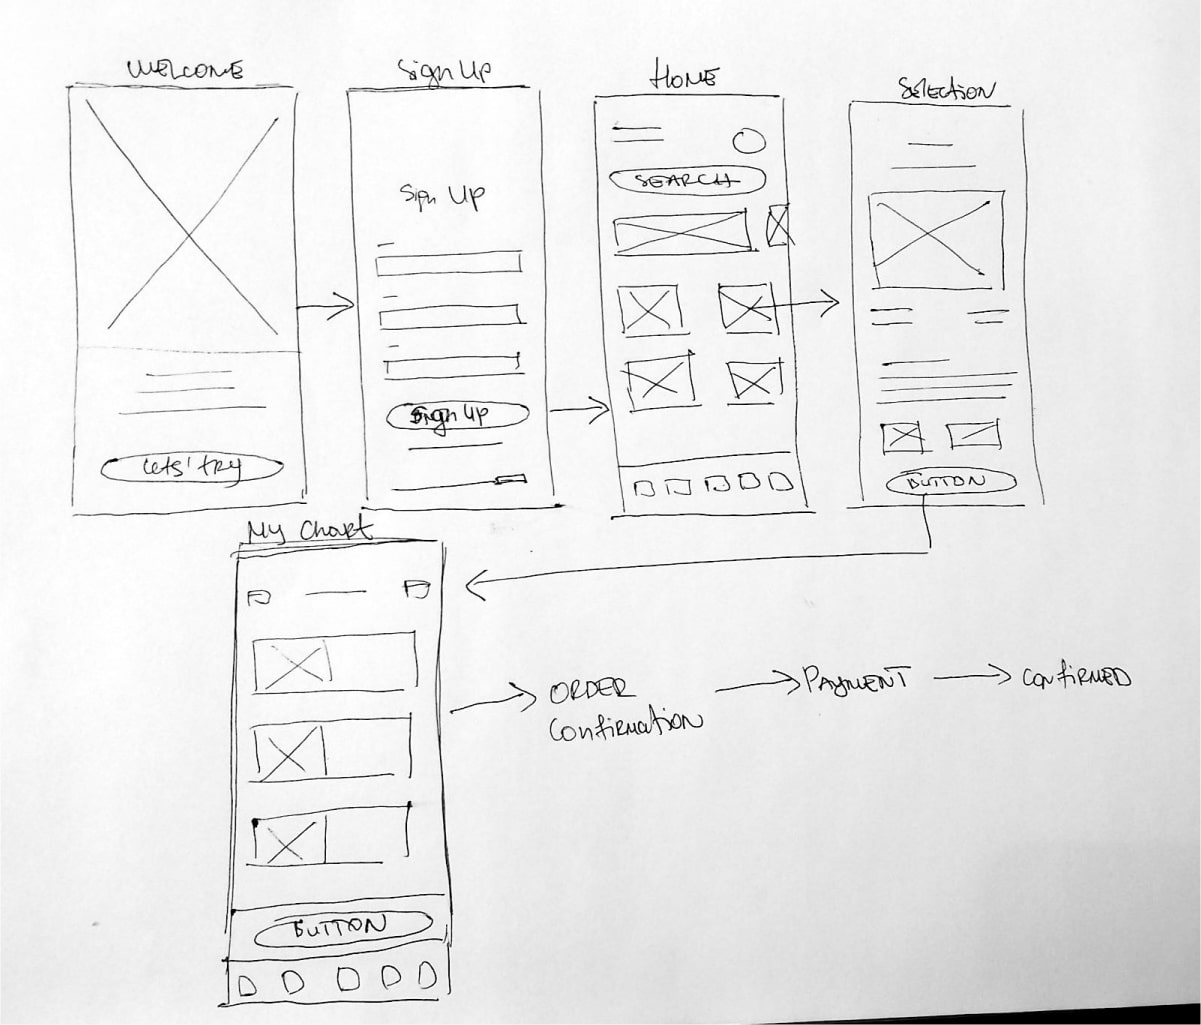 WELCOME
Sign Up
HOME
Selection
Sign Up
SEARCH
Sign Up
Lets' try
BUTTON
My Chart
ORDER
Confirmation
PAYMENT
CONFIRMED
BUTTON